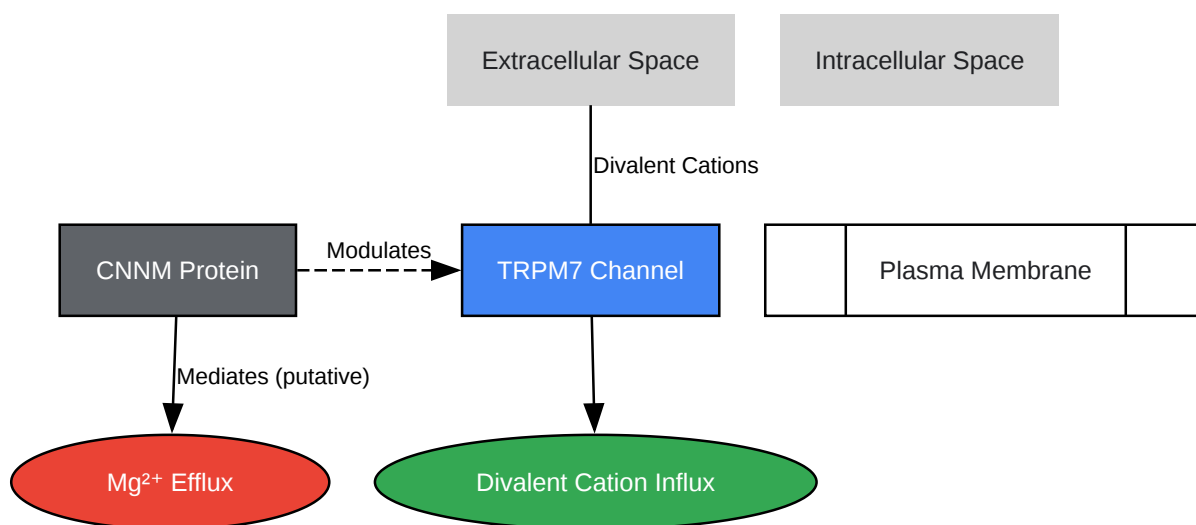 Extracellular Space
Intracellular Space
Divalent Cations
CNNM Protein
Modulates
TRPM7 Channel
Plasma Membrane
Mediates (putative)
Mg²⁺ Efflux
Divalent Cation Influx